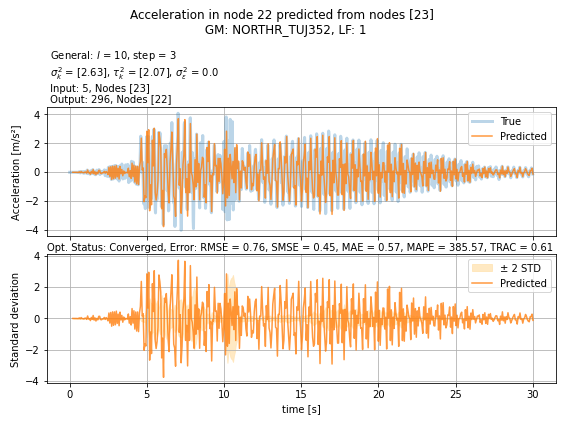 Acceleration in node 22 predicted from nodes [23]
GM: NORTHR_TUJ352, LF: 1
General: l = 10, step = 3
σ²ₖ = [2.63], τ²ₖ = [2.07], σ²ε = 0.0
Input: 5, Nodes [23]
Output: 296, Nodes [22]
Acceleration [m/s²]
4
2
0
−2
−4
True
Predicted
Opt. Status: Converged, Error: RMSE = 0.76, SMSE = 0.45, MAE = 0.57, MAPE = 385.57, TRAC = 0.61
Standard deviation
4
2
0
−2
−4
± 2 STD
Predicted
0 5 10 15 20 25 30
time [s]